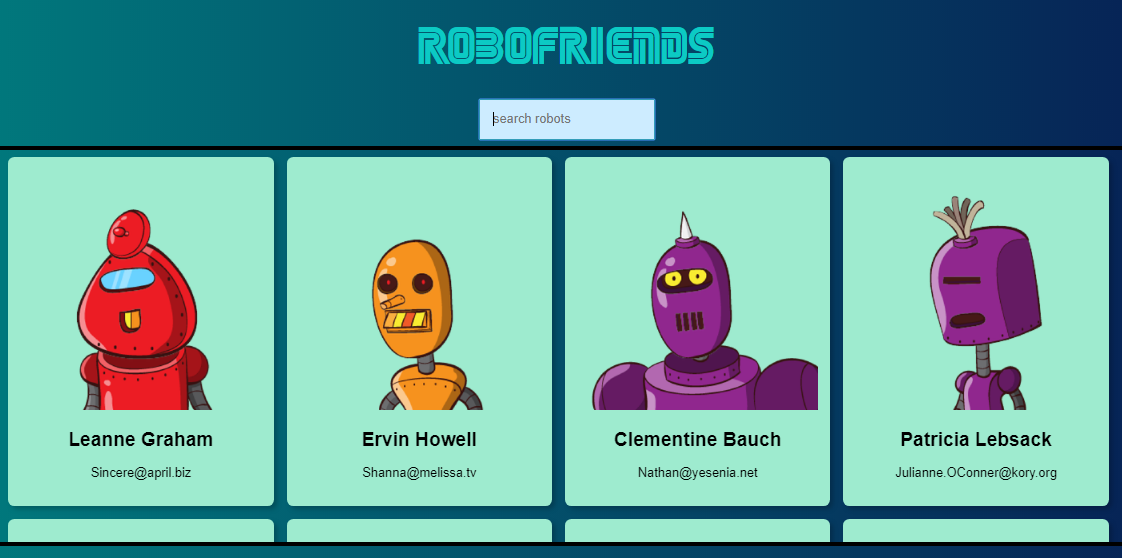 ROBOFRIENDS
search robots
Leanne Graham
Sincere@april.biz
Ervin Howell
Shanna@melissa.tv
Clementine Bauch
Nathan@yesenia.net
Patricia Lebsack
Julianne.OConner@kory.org